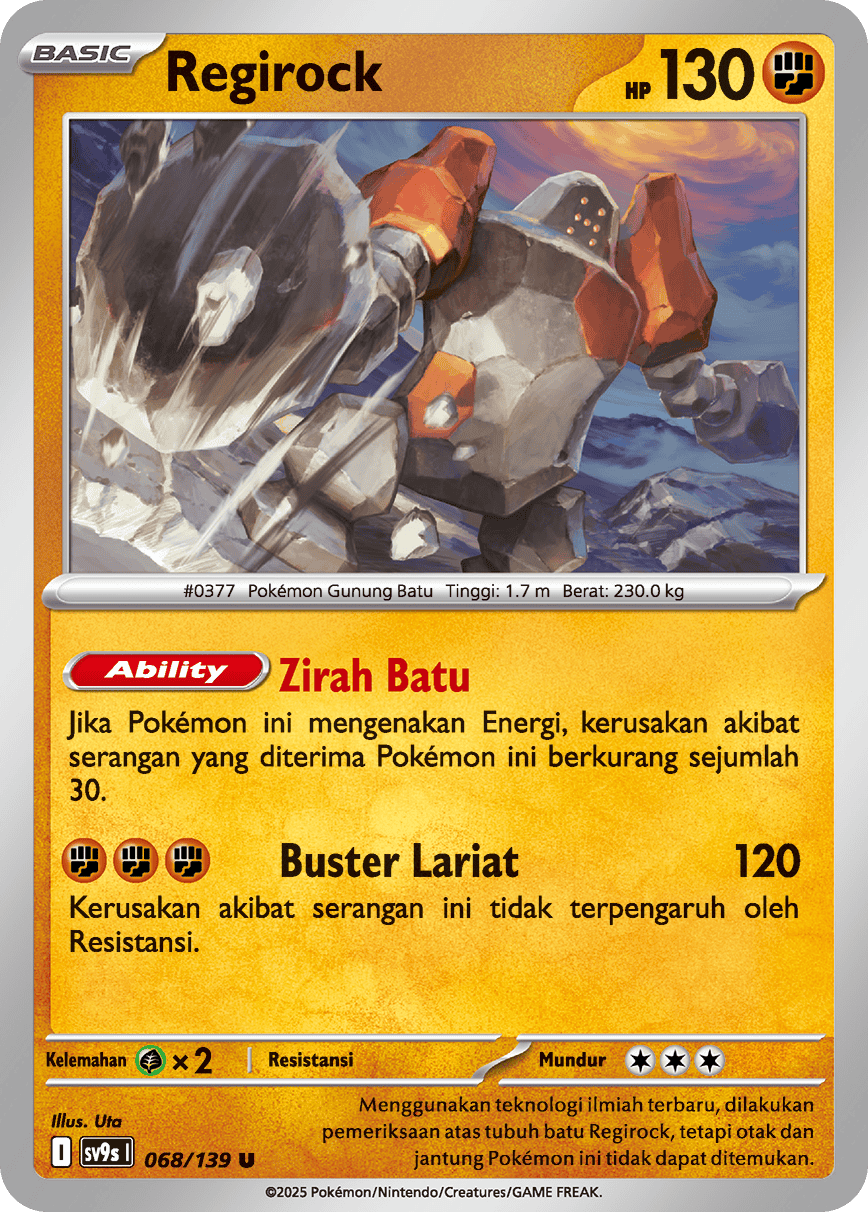 BASIC
Regirock
HP 130
#0377 Pokémon Gunung Batu Tinggi: 1.7 m Berat: 230.0 kg
Ability Zirah Batu
Jika Pokémon ini mengenakan Energi, kerusakan akibat
serangan yang diterima Pokémon ini berkurang sejumlah
30.
Buster Lariat 120
Kerusakan akibat serangan ini tidak terpengaruh oleh
Resistansi.
Kelemahan ×2 Resistansi Mundur
Illus. Uta
Menggunakan teknologi ilmiah terbaru, dilakukan
pemeriksaan atas tubuh batu Regirock, tetapi otak dan
jantung Pokémon ini tidak dapat ditemukan.
I sv9s I 068/139 U
©2025 Pokémon/Nintendo/Creatures/GAME FREAK.